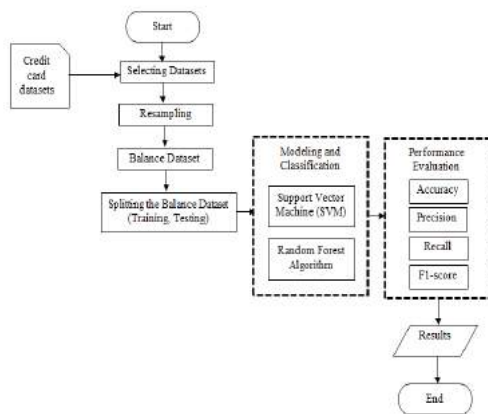 Start
Credit
card
datasets
Selecting Datasets
Resampling
Balance Dataset
Splitting the Balance Dataset
(Training, Testing)
Modeling and
Classification
Support Vector
Machine (SVM)
Random Forest
Algorithm
Performance
Evaluation
Accuracy
Precision
Recall
F1-score
Results
End